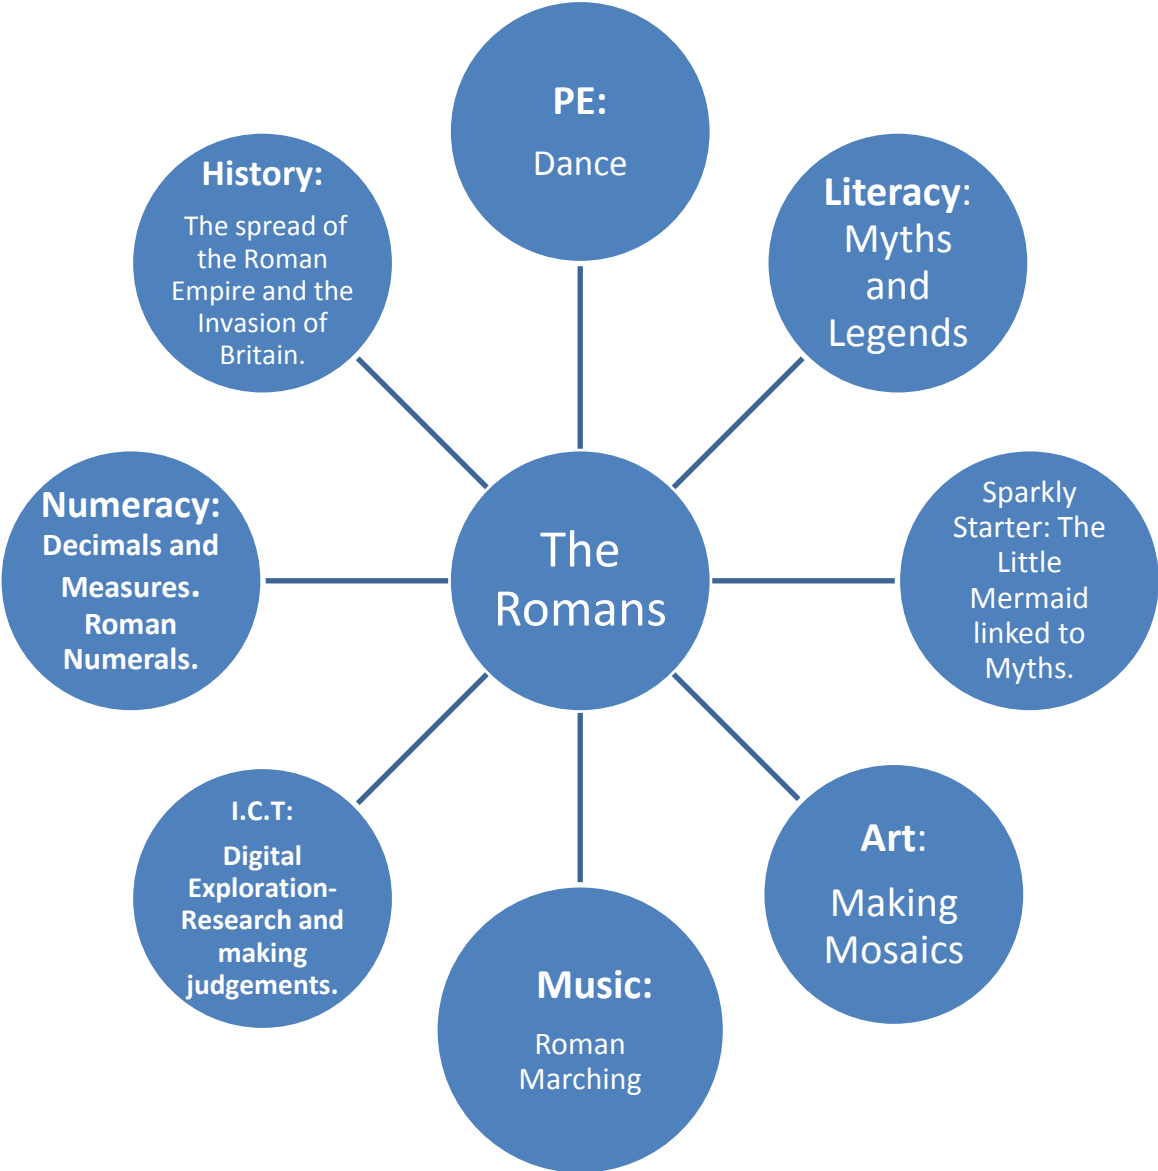 PE:
Dance
History:
The spread of
the Roman
Empire and the
Invasion of
Britain.
Literacy:
Myths
and
Legends
Numeracy:
Decimals and
Measures.
Roman
Numerals.
The
Romans
Sparkly
Starter: The
Little
Mermaid
linked to
Myths.
I.C.T:
Digital
Exploration-
Research and
making
judgements.
Art:
Making
Mosaics
Music:
Roman
Marching